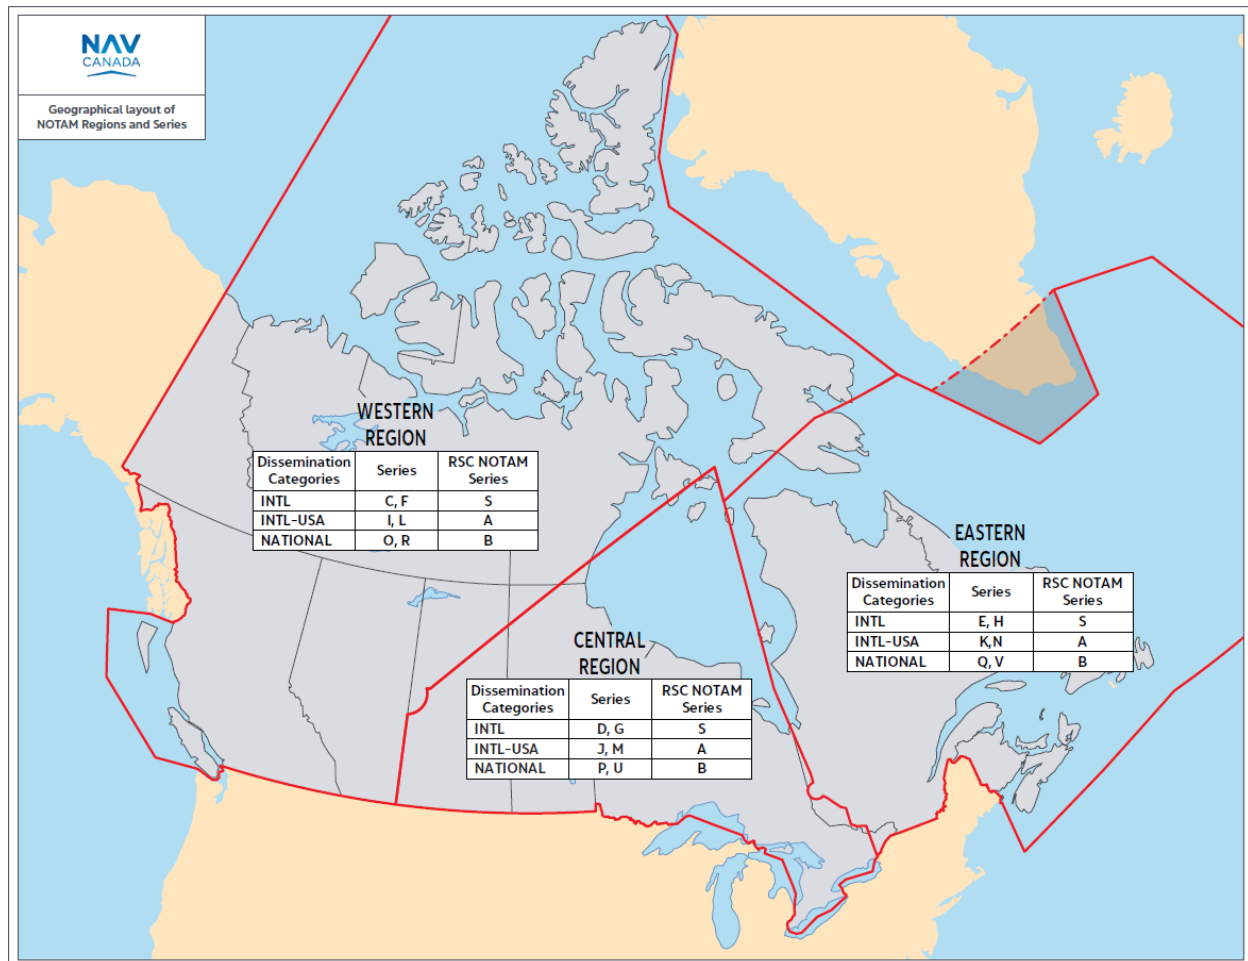 NAV
CANADA
Geographical layout of
NOTAM Regions and Series
WESTERN
REGION
Dissemination Categories | Series | RSC NOTAM Series
INTL | C, F | S
INTL-USA | I, L | A
NATIONAL | O, R | B
EASTERN
REGION
Dissemination Categories | Series | RSC NOTAM Series
INTL | E, H | S
INTL-USA | K,N | A
NATIONAL | Q, V | B
CENTRAL
REGION
Dissemination Categories | Series | RSC NOTAM Series
INTL | D, G | S
INTL-USA | J, M | A
NATIONAL | P, U | B